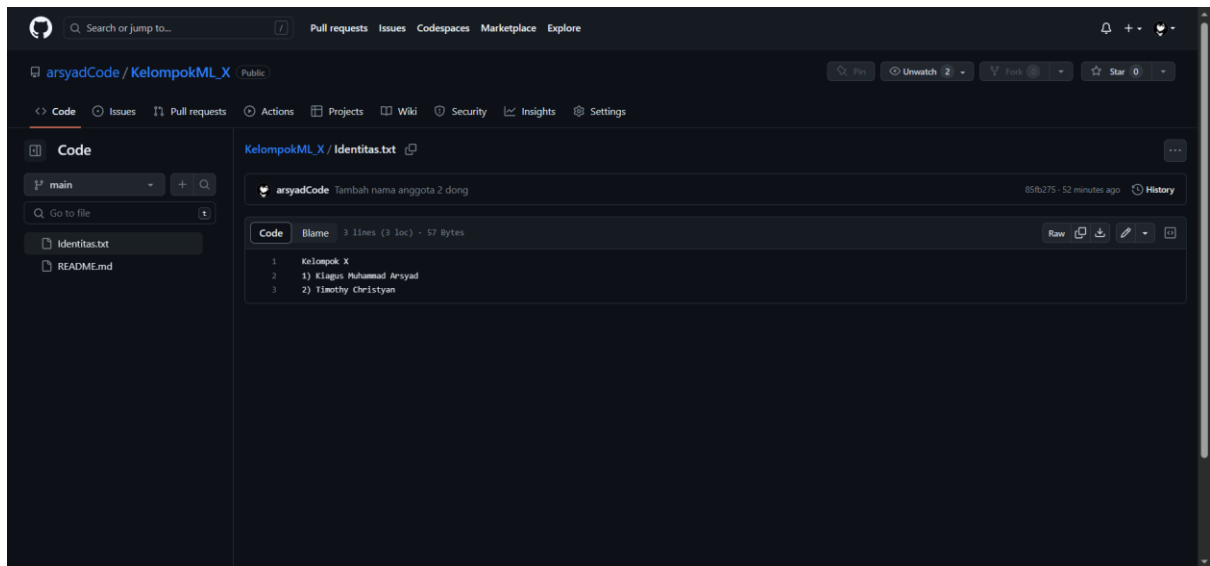 Search or jump to... / Pull requests Issues Codespaces Marketplace Explore
arsyadCode / KelompokML_X Public Pin Unwatch 2 Fork 0 Star 0
Code Issues Pull requests Actions Projects Wiki Security Insights Settings
Code KelompokML_X / Identitas.txt
main
arsyadCode Tambah nama anggota 2 dong 85fb275 · 52 minutes ago History
Go to file t
Code Blame 3 lines (3 loc) · 57 Bytes Raw
Identitas.txt
README.md
1 Kelompok X
2 1) Kiagus Muhammad Arsyad
3 2) Timothy Christyan